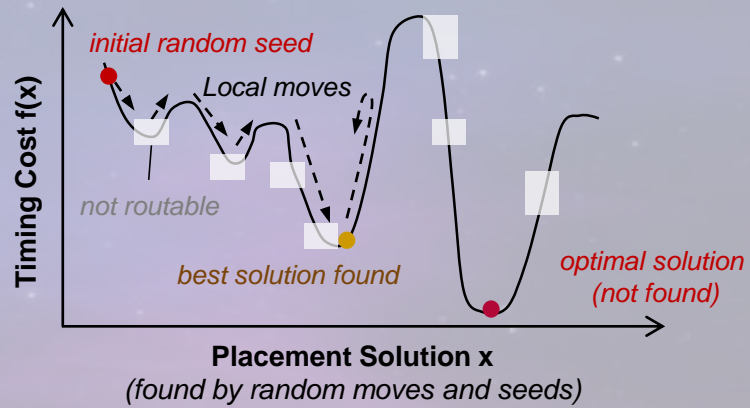 initial random seed
Local moves
Timing Cost f(x)
not routable
best solution found
optimal solution
(not found)
Placement Solution x
(found by random moves and seeds)